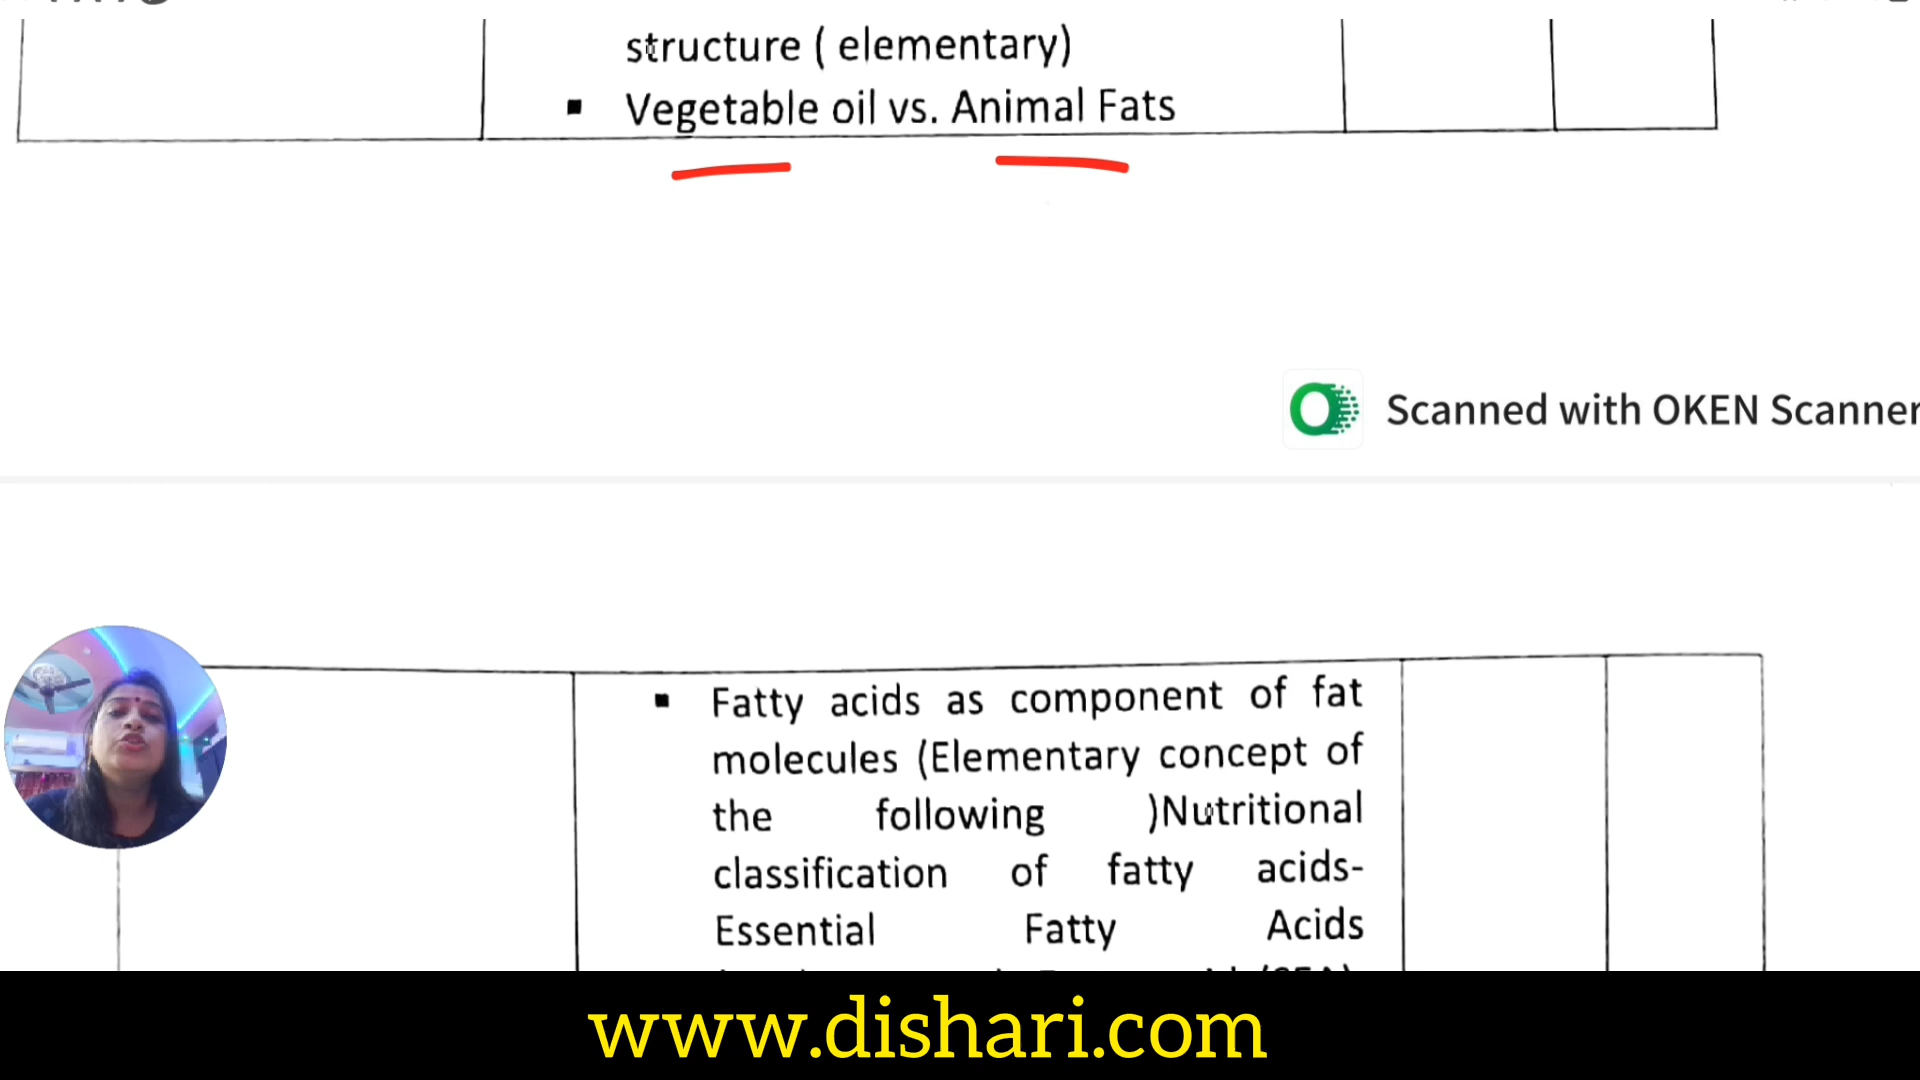 structure ( elementary)
▪ Vegetable oil vs. Animal Fats
Scanned with OKEN Scanner
▪ Fatty acids as component of fat
molecules (Elementary concept of
the following )Nutritional
classification of fatty acids-
Essential Fatty Acids
www.dishari.com